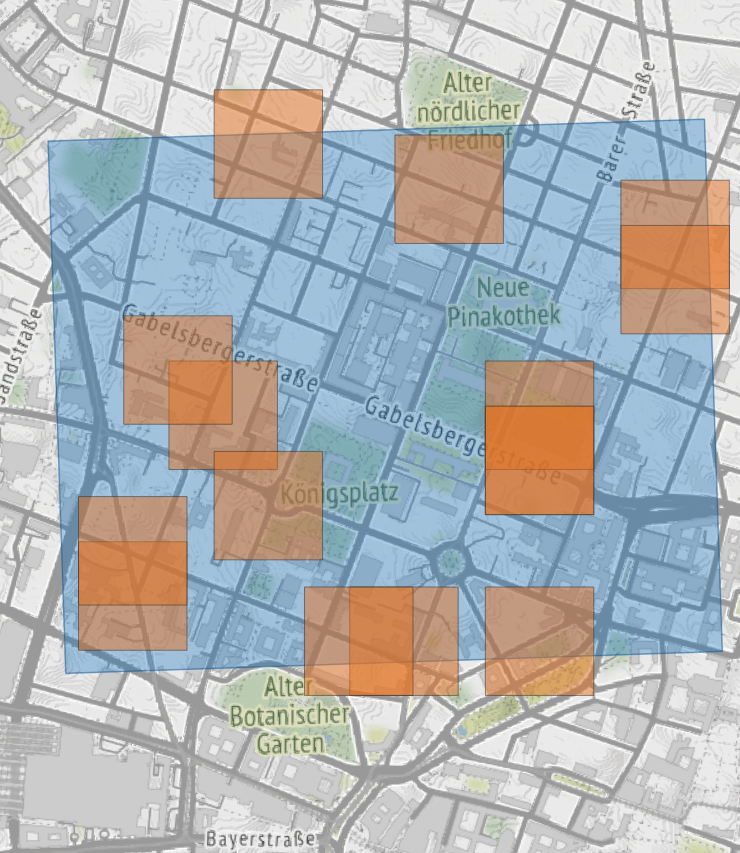 Alter
nördlicher
Friedhof
Barer Straße
Neue
Pinakothek
Gabelsbergerstraße
Sandstraße
Gabelsbergerstraße
Königsplatz
Alter
Botanischer
Garten
Bayerstraße